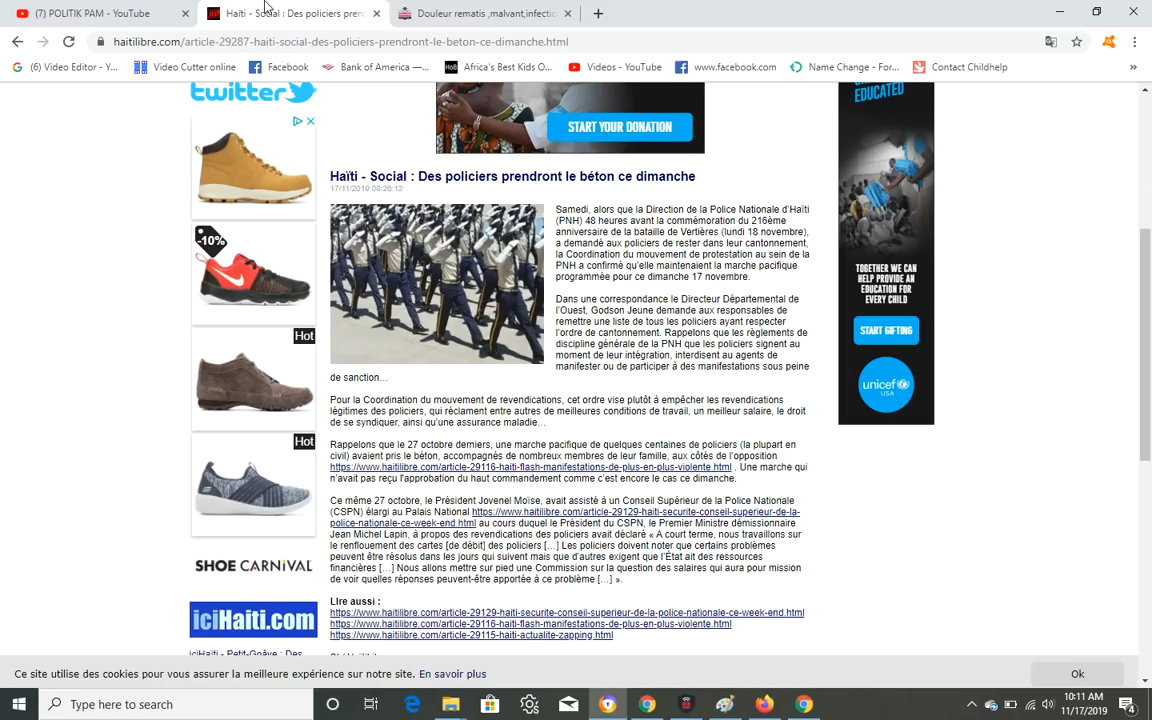 (7) POLITIK PAM - YouTube
Haïti - Social : Des policiers pren
Douleur rematis ,malvant,infectio
haitilibre.com/article-29287-haiti-social-des-policiers-prendront-le-beton-ce-dimanche.html
(6) Video Editor - Y...
Video Cutter online
Facebook
Bank of America —...
Africa's Best Kids O...
Videos - YouTube
www.facebook.com
Name Change - For...
Contact Childhelp
»
twitter
START YOUR DONATION
EDUCATED
Haïti - Social : Des policiers prendront le béton ce dimanche
17/11/2019 08:26:12
Samedi, alors que la Direction de la Police Nationale d'Haïti
(PNH) 48 heures avant la commémoration du 216ème
anniversaire de la bataille de Vertières (lundi 18 novembre),
a demandé aux policiers de rester dans leur cantonnement,
la Coordination du mouvement de protestation au sein de la
PNH a confirmé qu'elle maintenaient la marche pacifique
programmée pour ce dimanche 17 novembre.
Dans une correspondance le Directeur Départemental de
l'Ouest, Godson Jeune demande aux responsables de
remettre une liste de tous les policiers ayant respecter
l'ordre de cantonnement. Rappelons que les règlements de
discipline générale de la PNH que les policiers signent au
moment de leur intégration, interdisent au agents de
manifester ou de participer à des manifestations sous peine
de sanction...
Pour la Coordination du mouvement de revendications, cet ordre vise plutôt à empêcher les revendications
légitimes des policiers, qui réclament entre autres de meilleures conditions de travail, un meilleur salaire, le droit
de se syndiquer, ainsi qu'une assurance maladie...
Rappelons que le 27 octobre derniers, une marche pacifique de quelques centaines de policiers (la plupart en
civil) avaient pris le béton, accompagnés de nombreux membres de leur famille, aux côtés de l'opposition
https://www.haitilibre.com/article-29116-haiti-flash-manifestations-de-plus-en-plus-violente.html . Une marche qui
n'avait pas reçu l'approbation du haut commandement comme c'est encore le cas ce dimanche.
Ce même 27 octobre, le Président Jovenel Moïse, avait assisté à un Conseil Supérieur de la Police Nationale
(CSPN) élargi au Palais National https://www.haitilibre.com/article-29129-haiti-securite-conseil-superieur-de-la-
police-nationale-ce-week-end.html au cours duquel le Président du CSPN, le Premier Ministre démissionnaire
Jean Michel Lapin, à propos des revendications des policiers avait déclaré « A court terme, nous travaillons sur
le renflouement des cartes [de débit] des policiers [...] Les policiers doivent noter que certains problèmes
peuvent être résolus dans les jours qui suivent mais que d'autres exigent que l'État ait des ressources
financières [...] Nous allons mettre sur pied une Commission sur la question des salaires qui aura pour mission
de voir quelles réponses peuvent-être apportée à ce problème [...] ».
LIre aussi :
https://www.haitilibre.com/article-29129-haiti-securite-conseil-superieur-de-la-police-nationale-ce-week-end.html
https://www.haitilibre.com/article-29116-haiti-flash-manifestations-de-plus-en-plus-violente.html
https://www.haitilibre.com/article-29115-haiti-actualite-zapping.html
-10%
Hot
Hot
SHOE CARNIVAL
iciHaiti.com
iciHaïti - Petit-Goâve : Des
TOGETHER WE CAN
HELP PROVIDE AN
EDUCATION FOR
EVERY CHILD
START GIFTING
unicef
USA
Ce site utilise des cookies pour vous assurer la meilleure expérience sur notre site. En savoir plus
Ok
Type here to search
10:11 AM
11/17/2019
4